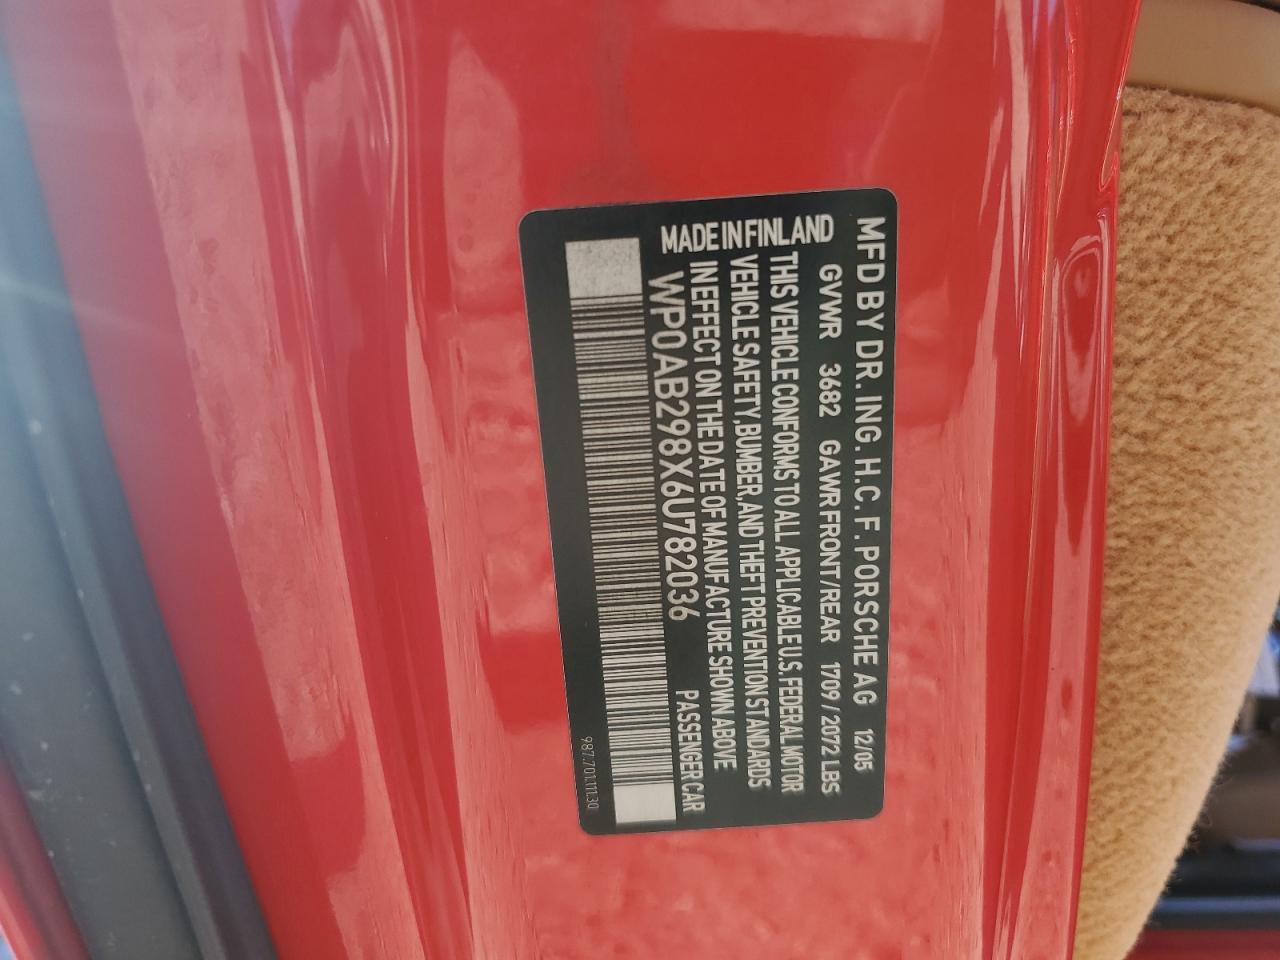 MFD BY DR. ING. H.C. F. PORSCHE AG 12/05
GVWR 3682 GAWR FRONT/REAR 1709 / 2072 LBS
MADE IN FINLAND
THIS VEHICLE CONFORMS TO ALL APPLICABLE U.S. FEDERAL MOTOR
VEHICLE SAFETY, BUMBER, AND THEFT PREVENTION STANDARDS
IN EFFECT ON THE DATE OF MANUFACTURE SHOWN ABOVE
WP0AB298X6U782036 PASSENGER CAR
987.701.111.30